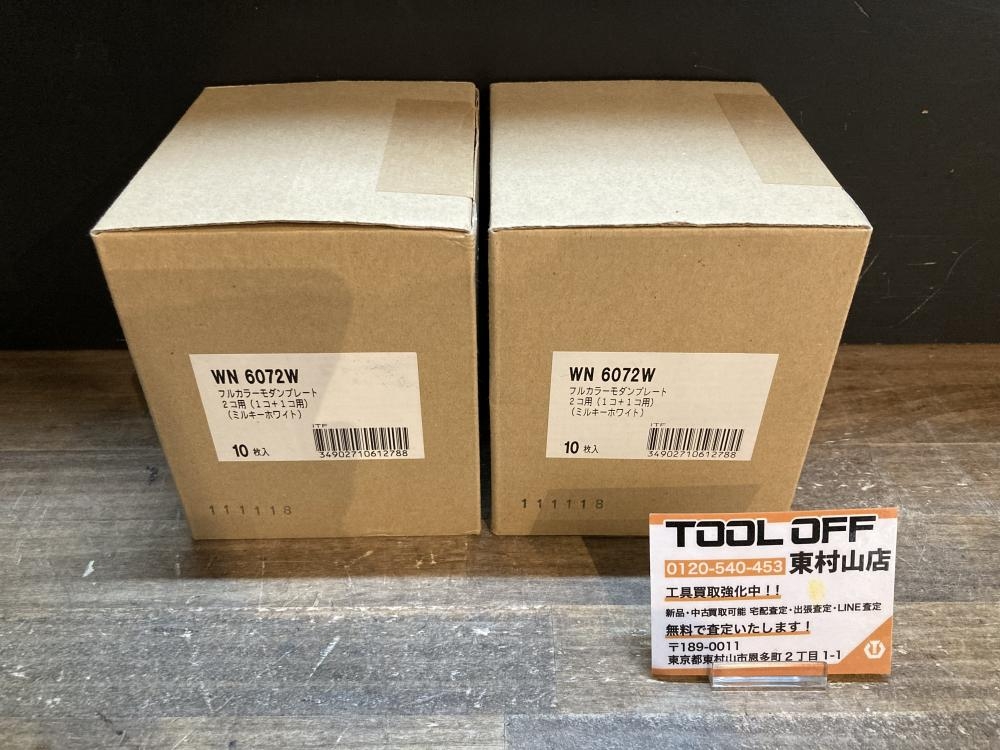 WN 6072W
フルカラーモダンプレート
2コ用(1コ+1コ用)
(ミルキーホワイト)
ITF
10 枚入
34902710612788
111118
WN 6072W
フルカラーモダンプレート
2コ用(1コ+1コ用)
(ミルキーホワイト)
ITF
10 枚入
34902710612788
111118
TOOL OFF
0120-540-453 東村山店
工具買取強化中!!
新品・中古買取可能 宅配査定・出張査定・LINE査定
無料で査定いたします!
〒189-0011
東京都東村山市恩多町2丁目1-1